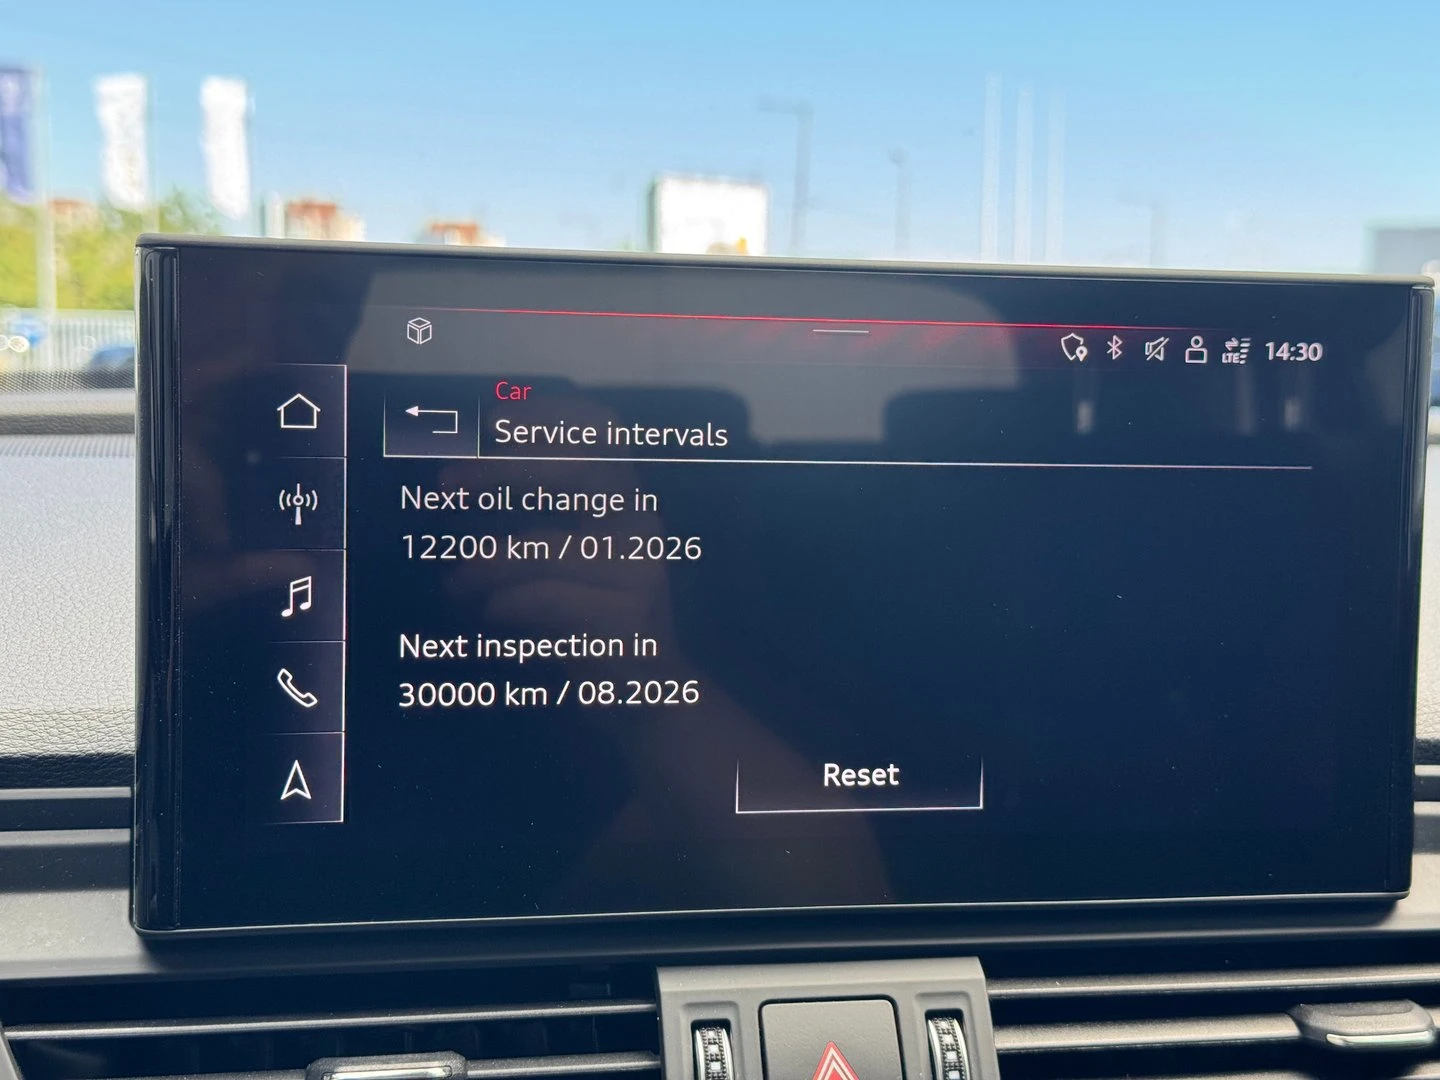 LTE 14:30
Car
Service intervals
Next oil change in
12200 km / 01.2026
Next inspection in
30000 km / 08.2026
Reset